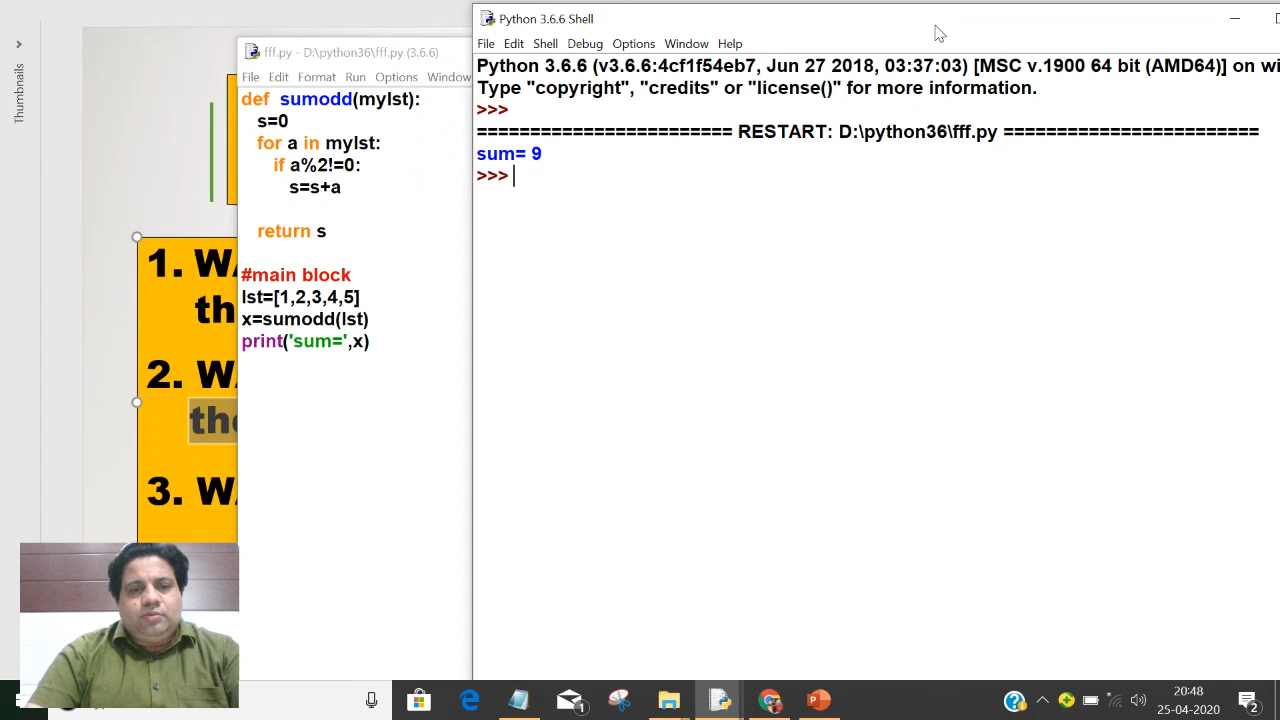 Thumbnails
1. W
th
2. W
the
3. W
fff.py - D:\python36\fff.py (3.6.6)
File Edit Format Run Options Window
def sumodd(mylst):
s=0
for a in mylst:
if a%2!=0:
s=s+a
return s
#main block
lst=[1,2,3,4,5]
x=sumodd(lst)
print('sum=',x)
Python 3.6.6 Shell
File Edit Shell Debug Options Window Help
Python 3.6.6 (v3.6.6:4cf1f54eb7, Jun 27 2018, 03:37:03) [MSC v.1900 64 bit (AMD64)] on wi
Type "copyright", "credits" or "license()" for more information.
>>>
======================== RESTART: D:\python36\fff.py ========================
sum= 9
>>>
1
20:48
25-04-2020
2